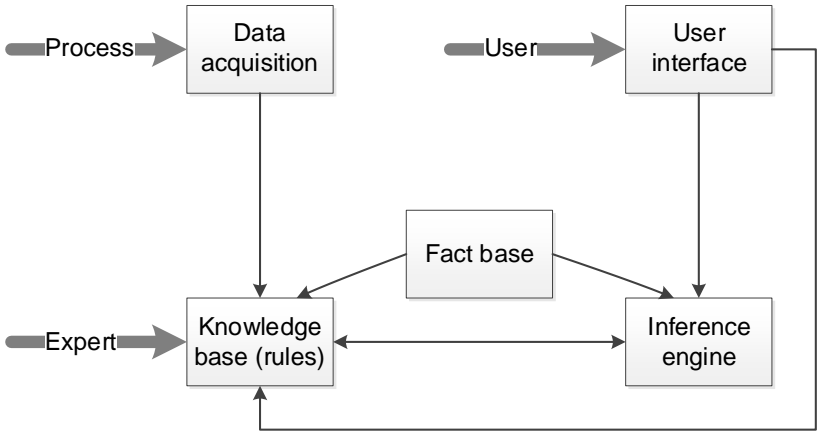 Process
Data
acquisition
User
User
interface
Fact base
Expert
Knowledge
base (rules)
Inference
engine